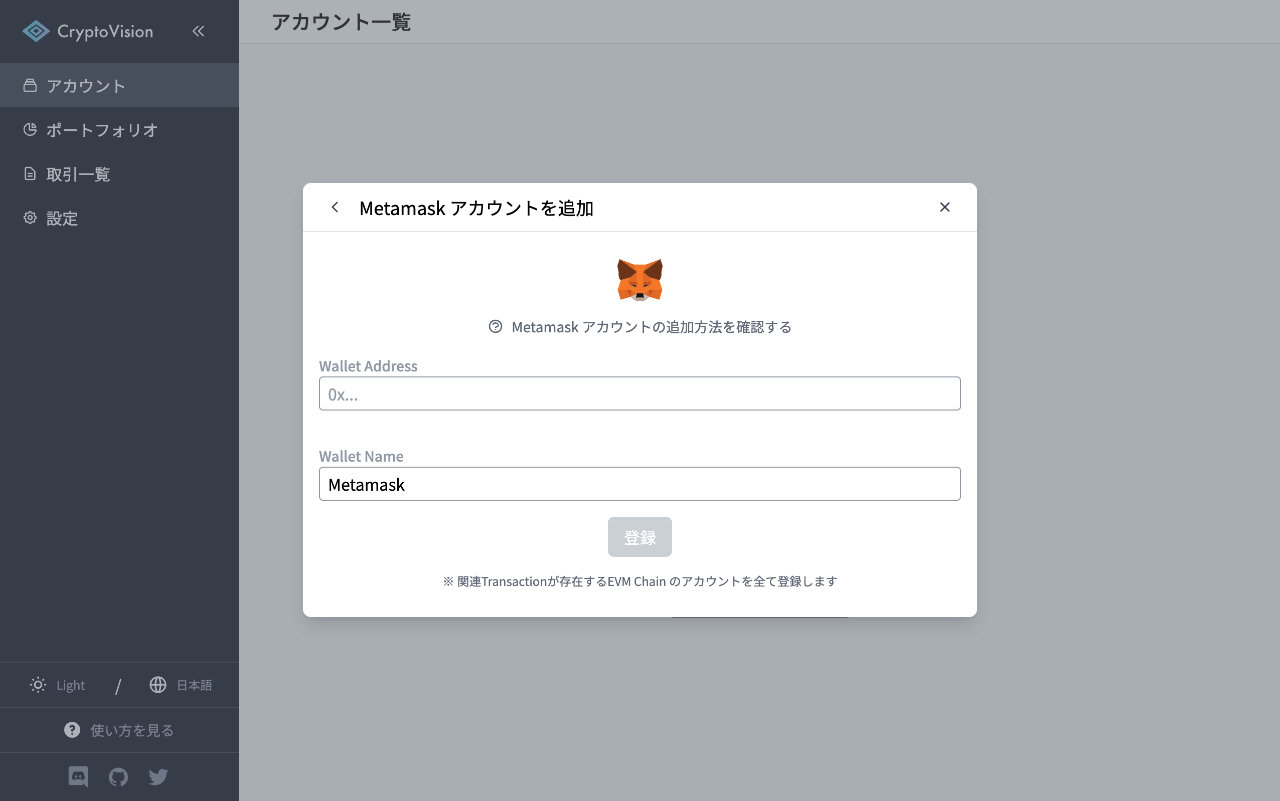 CryptoVision
アカウント一覧
アカウント
ポートフォリオ
取引一覧
設定
Metamask アカウントを追加
Metamask アカウントの追加方法を確認する
Wallet Address
0x...
Wallet Name
Metamask
登録
※ 関連Transactionが存在するEVM Chain のアカウントを全て登録します
Light / 日本語
使い方を見る